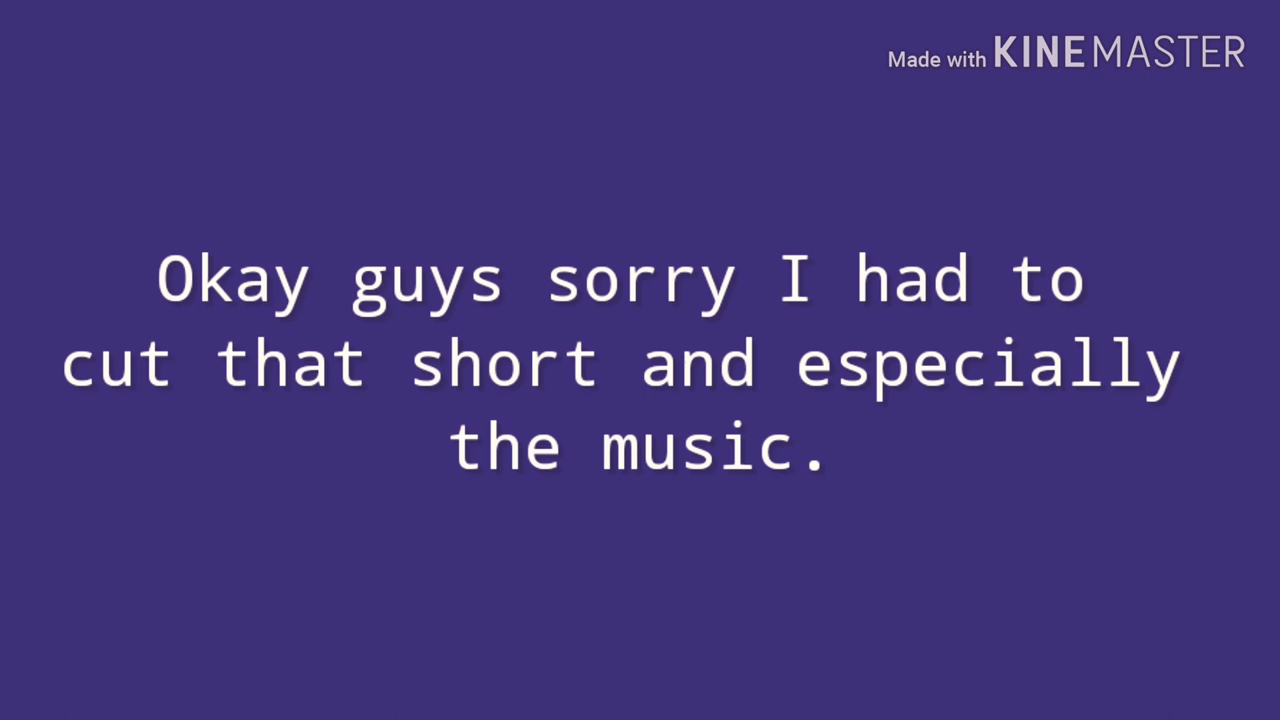 Made with KINEMASTER
Okay guys sorry I had to
cut that short and especially
the music.